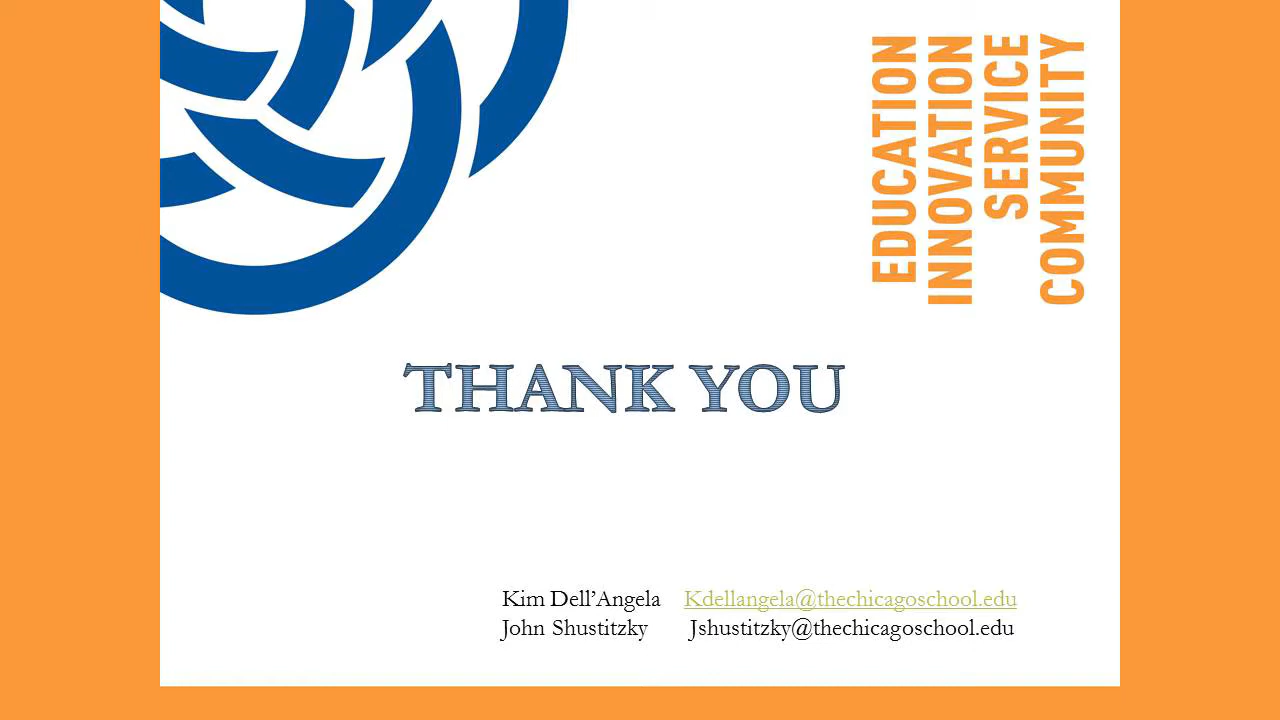 EDUCATION
INNOVATION
SERVICE
COMMUNITY
THANK YOU
Kim Dell’Angela Kdellangela@thechicagoschool.edu
John Shustitzky Jshustitzky@thechicagoschool.edu